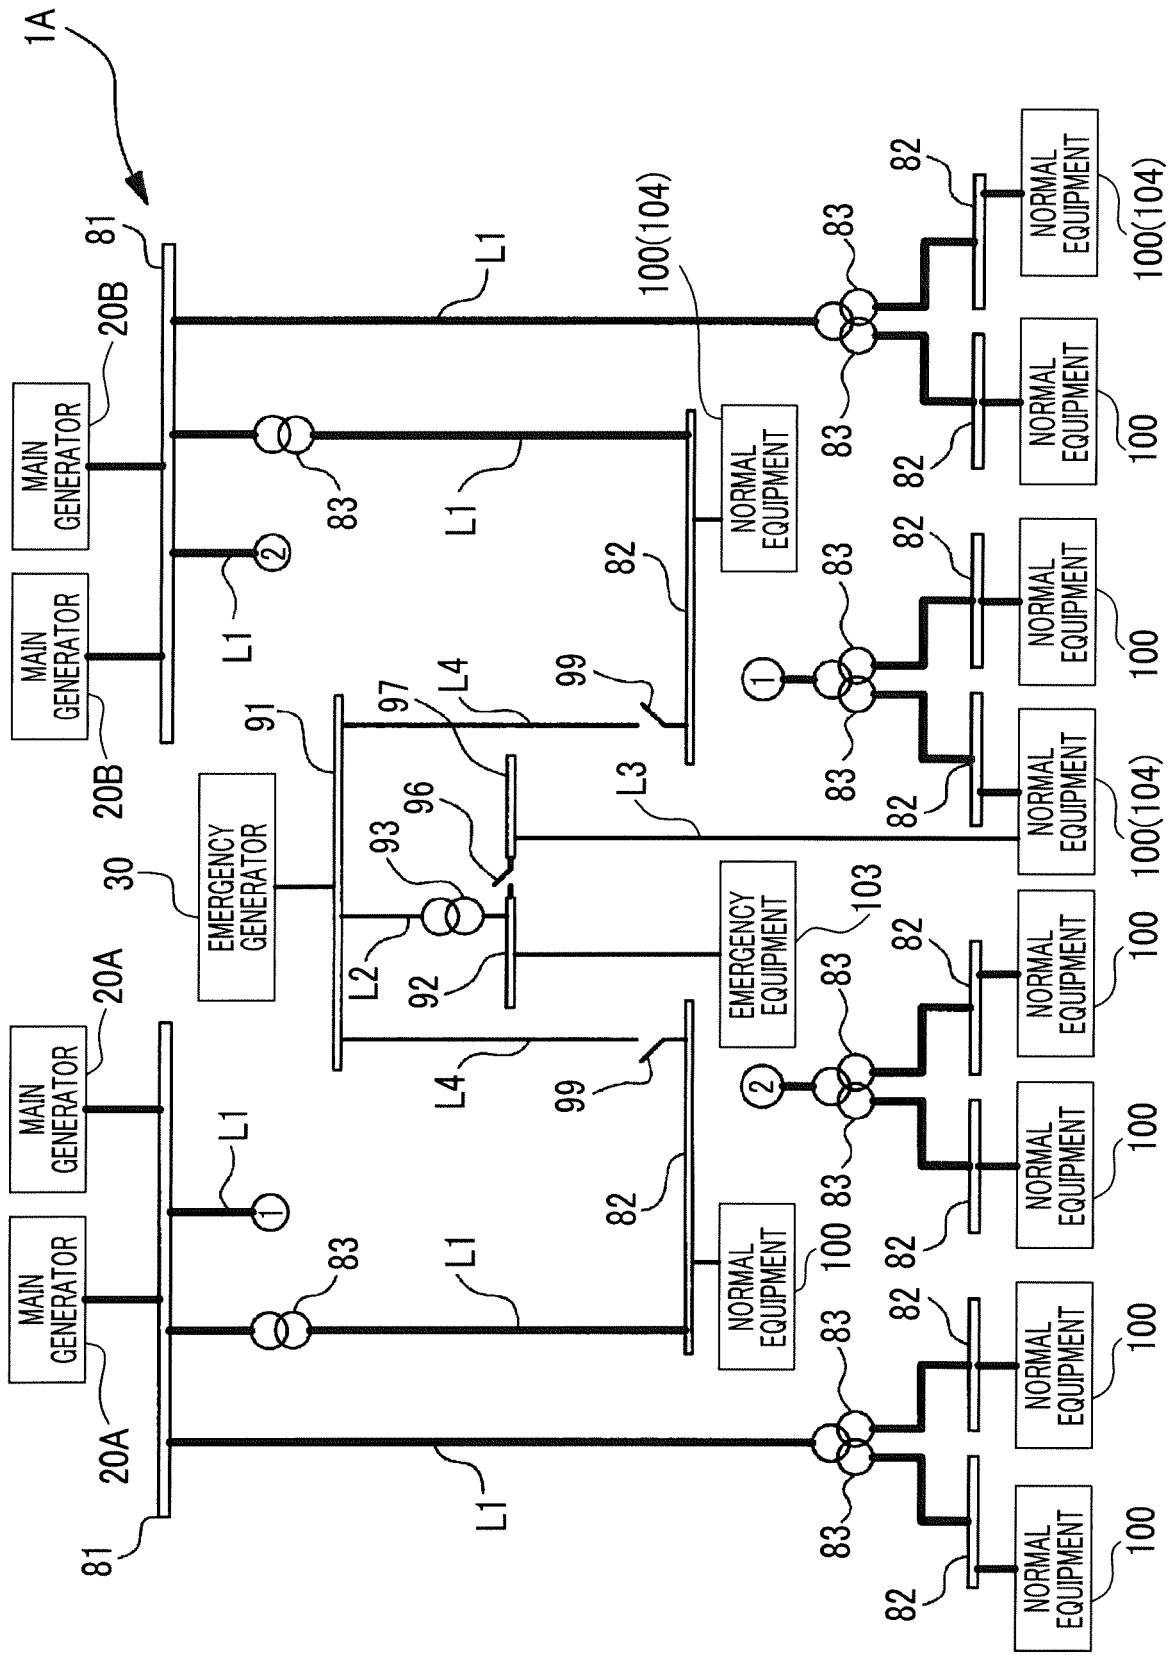 1A
MAIN
GENERATOR
MAIN
GENERATOR
MAIN
GENERATOR
MAIN
GENERATOR
20A
20A
20B
20B
81
81
30
EMERGENCY
GENERATOR
L1
①
91
L1
②
83
83
L2
93
96
97
92
L1
L1
L4
L4
L1
L1
99
99
82
L3
82
100(104)
NORMAL
EQUIPMENT
EMERGENCY
EQUIPMENT
NORMAL
EQUIPMENT
100
103
②
①
83
83
83
83
83
83
83
83
82
82
82
82
82
82
82
82
NORMAL
EQUIPMENT
NORMAL
EQUIPMENT
NORMAL
EQUIPMENT
NORMAL
EQUIPMENT
NORMAL
EQUIPMENT
NORMAL
EQUIPMENT
NORMAL
EQUIPMENT
NORMAL
EQUIPMENT
100
100
100
100
100(104)
100
100
100(104)